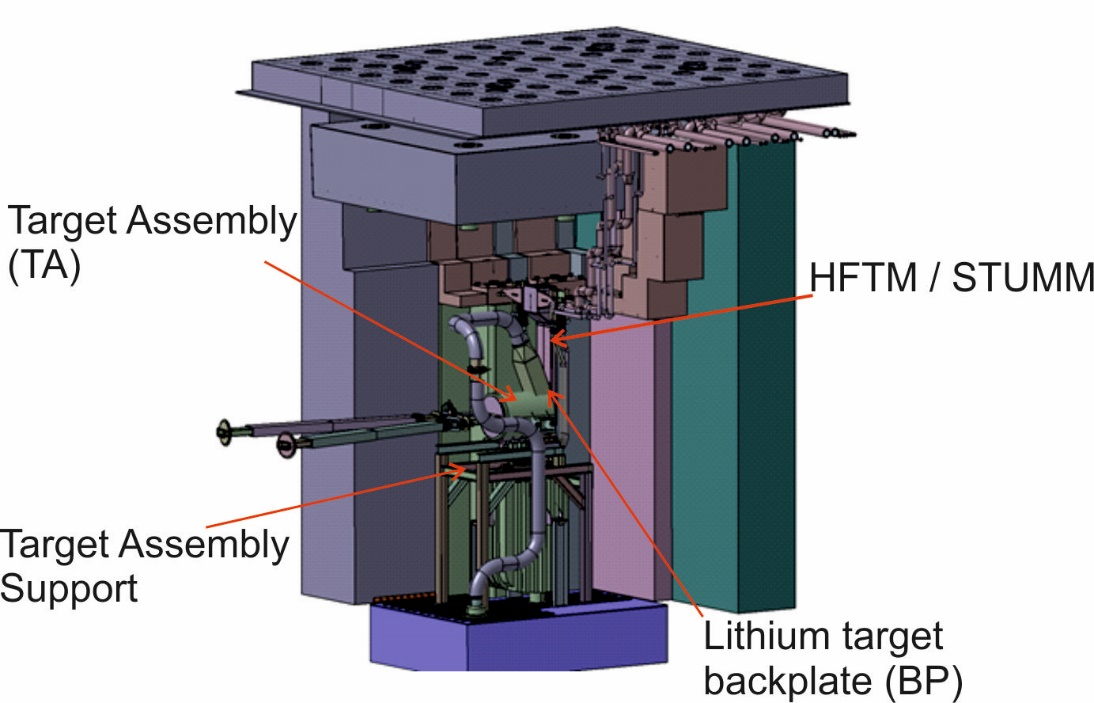 Target Assembly
(TA)
HFTM / STUMM
Target Assembly
Support
Lithium target
backplate (BP)